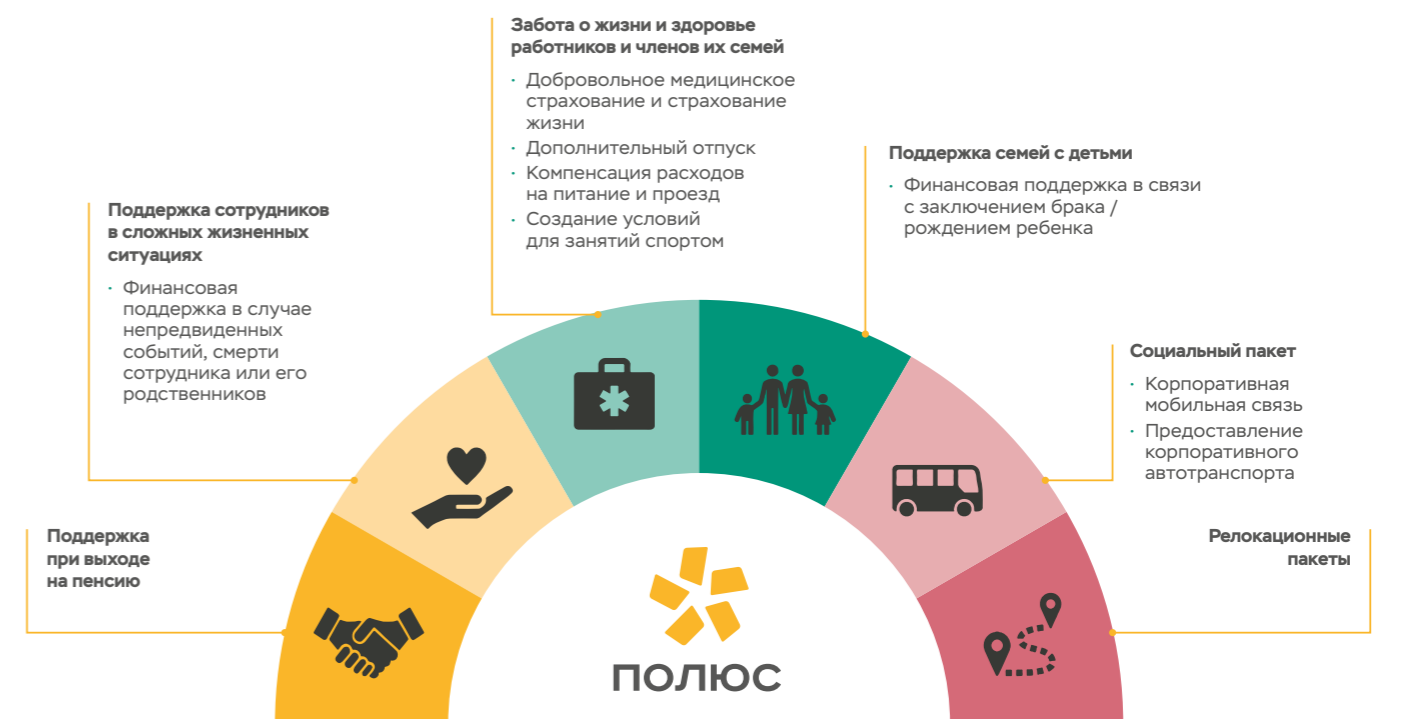 Забота о жизни и здоровье
работников и членов их семей
· Добровольное медицинское
страхование и страхование
жизни
· Дополнительный отпуск
· Компенсация расходов
на питание и проезд
· Создание условий
для занятий спортом
Поддержка семей с детьми
· Финансовая поддержка в связи
с заключением брака /
рождением ребенка
Поддержка сотрудников
в сложных жизненных
ситуациях
· Финансовая
поддержка в случае
непредвиденных
событий, смерти
сотрудника или его
родственников
Социальный пакет
· Корпоративная
мобильная связь
· Предоставление
корпоративного
автотранспорта
Поддержка
при выходе
на пенсию
Релокационные
пакеты
ПОЛЮС